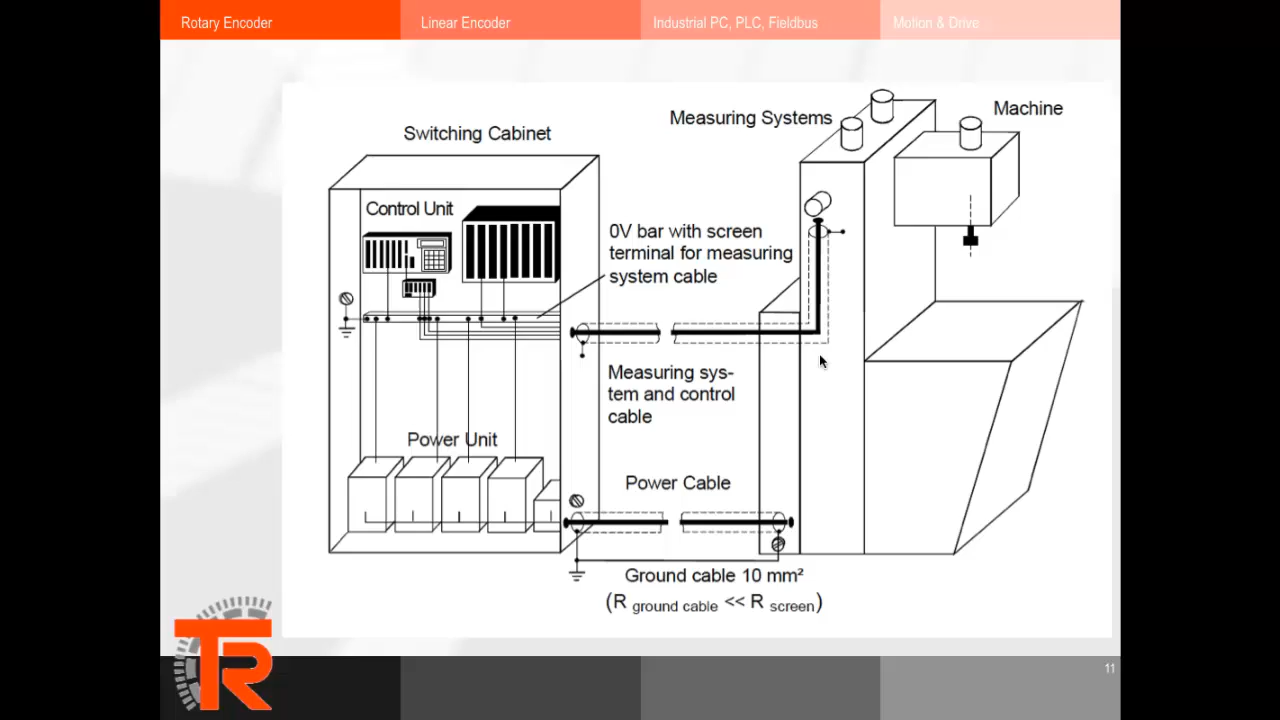 Rotary Encoder
Linear Encoder
Industrial PC, PLC, Fieldbus
Motion & Drive
Measuring Systems
Machine
Switching Cabinet
Control Unit
0V bar with screen
terminal for measuring
system cable
Measuring sys-
tem and control
cable
Power Unit
Power Cable
Ground cable 10 mm²
(R ground cable << R screen)
TR
11